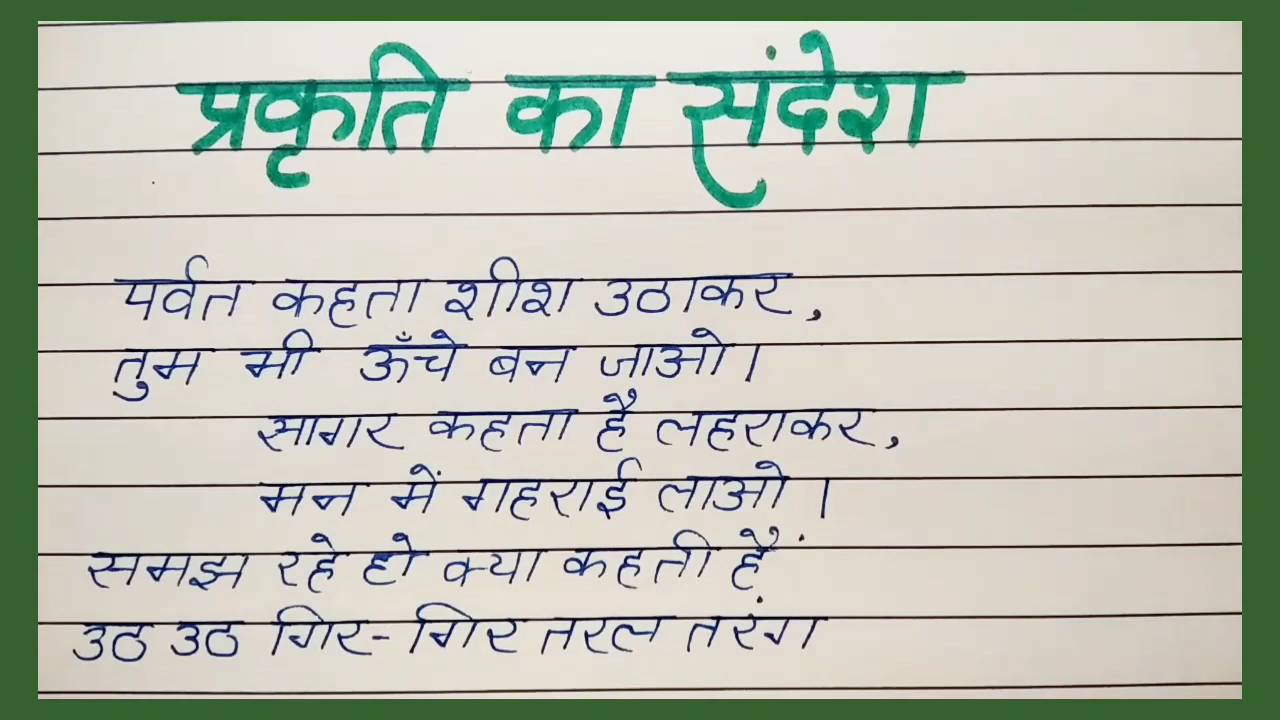 प्रकृति का संदेश
पर्वत कहता शीश उठाकर,
तुम भी ऊँचे बन जाओ।
सागर कहता है लहराकर,
मन में गहराई लाओ।
समझ रहे हो क्या कहती हैं
उठ उठ गिर-गिर तरल तरंग